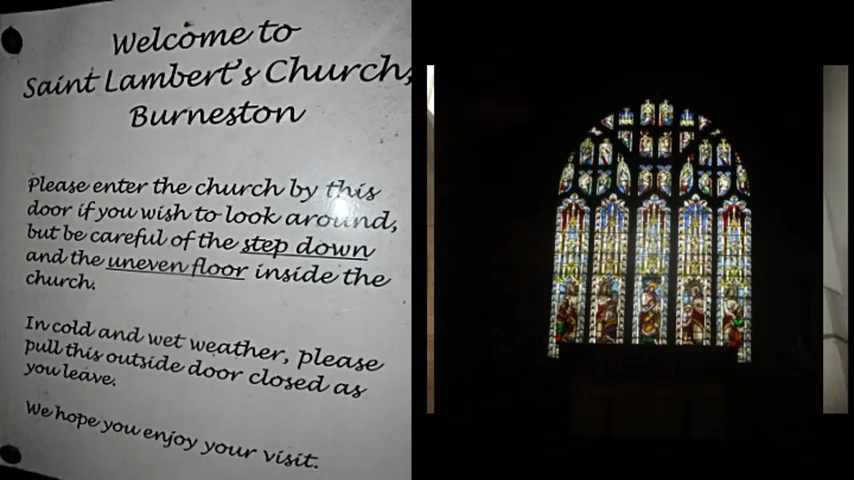 Welcome to
Saint Lambert's Church,
Burneston
Please enter the church by this
door if you wish to look around,
but be careful of the step down
and the uneven floor inside the
church.
In cold and wet weather, please
pull this outside door closed as
you leave.
We hope you enjoy your visit.